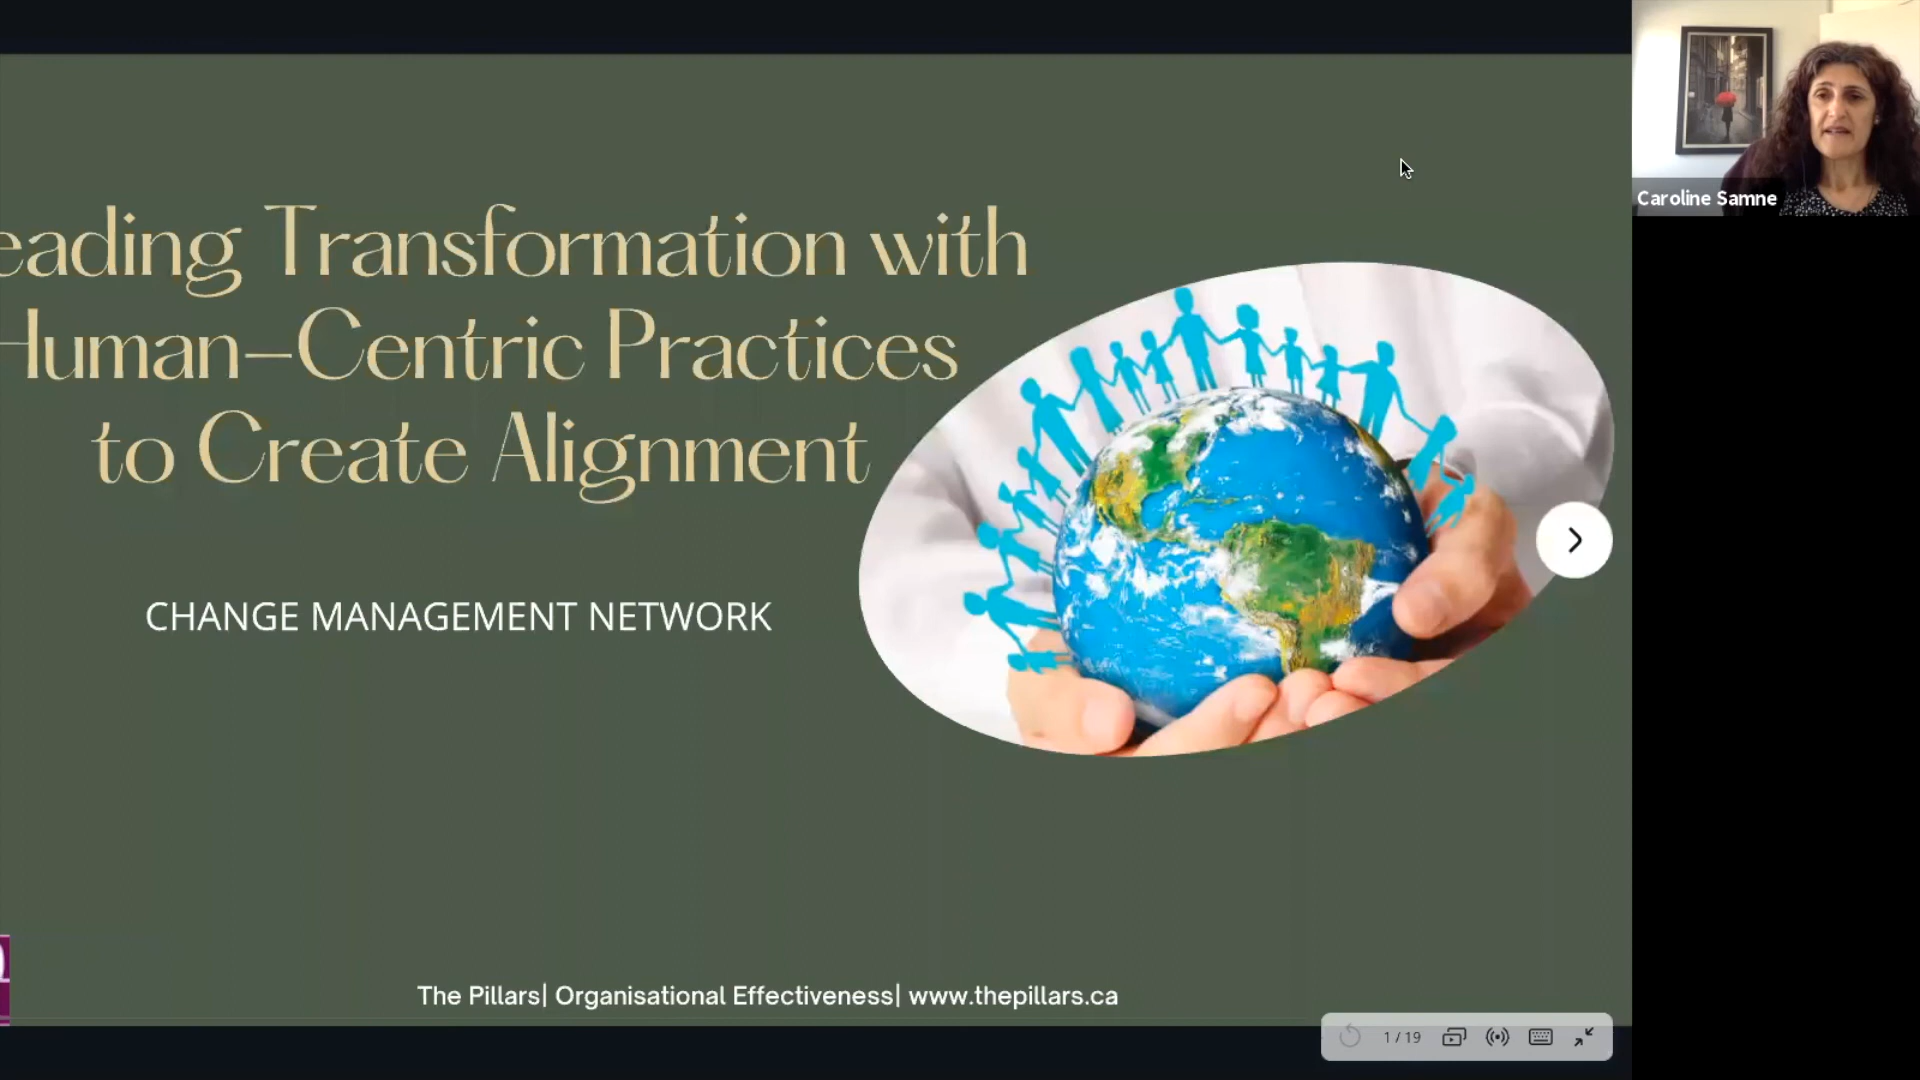 eading Transformation with
Human–Centric Practices
to Create Alignment
CHANGE MANAGEMENT NETWORK
The Pillars| Organisational Effectiveness| www.thepillars.ca
1 / 19
Caroline Samne